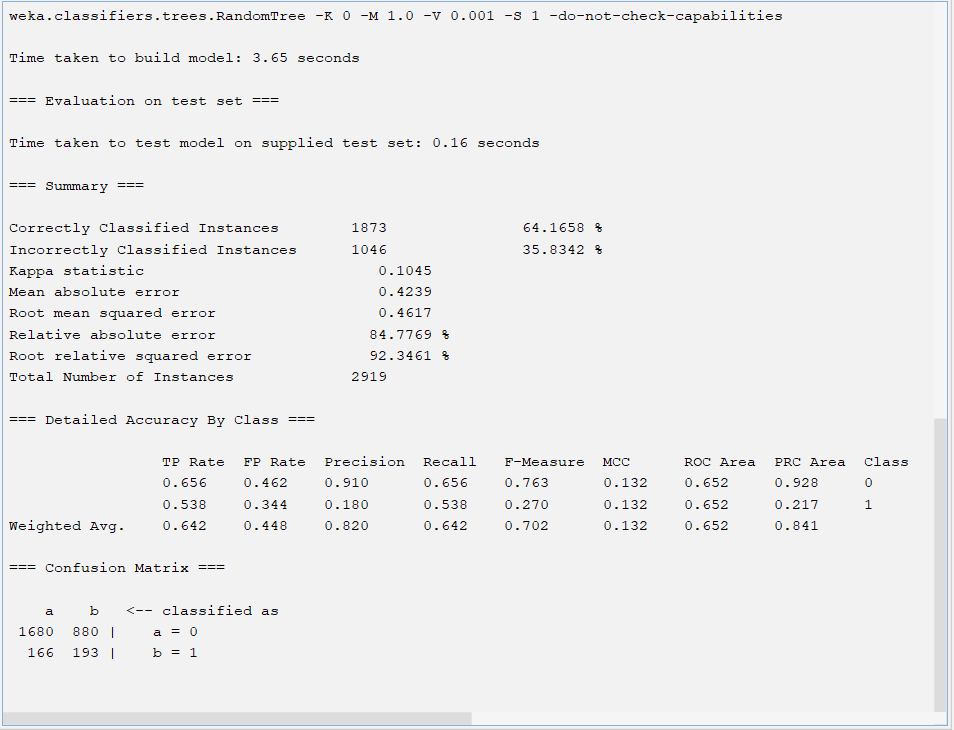 weka.classifiers.trees.RandomTree -K 0 -M 1.0 -V 0.001 -S 1 -do-not-check-capabilities
Time taken to build model: 3.65 seconds
=== Evaluation on test set ===
Time taken to test model on supplied test set: 0.16 seconds
=== Summary ===
Correctly Classified Instances 1873 64.1658 %
Incorrectly Classified Instances 1046 35.8342 %
Kappa statistic 0.1045
Mean absolute error 0.4239
Root mean squared error 0.4617
Relative absolute error 84.7769 %
Root relative squared error 92.3461 %
Total Number of Instances 2919
=== Detailed Accuracy By Class ===
TP Rate FP Rate Precision Recall F-Measure MCC ROC Area PRC Area Class
0.656 0.462 0.910 0.656 0.763 0.132 0.652 0.928 0
0.538 0.344 0.180 0.538 0.270 0.132 0.652 0.217 1
Weighted Avg. 0.642 0.448 0.820 0.642 0.702 0.132 0.652 0.841
=== Confusion Matrix ===
a b <-- classified as
1680 880 | a = 0
166 193 | b = 1